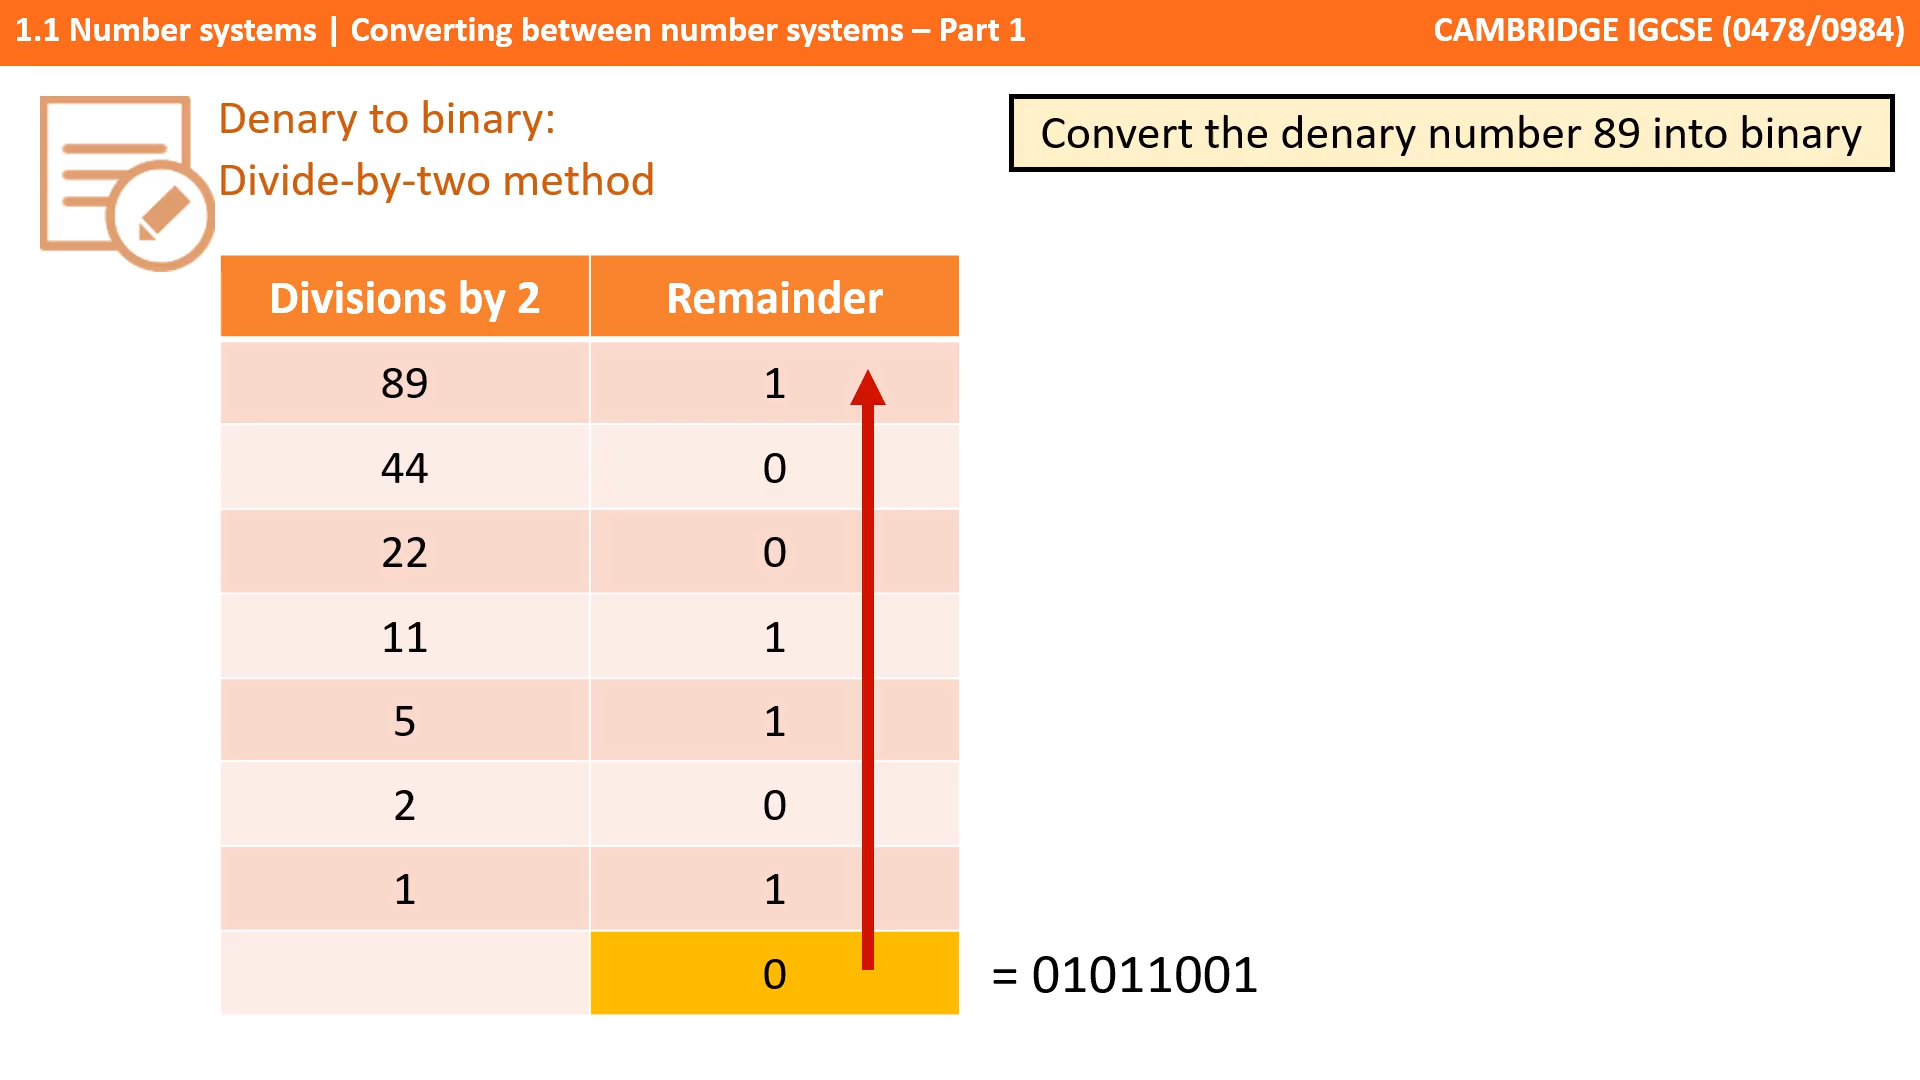 1.1 Number systems | Converting between number systems – Part 1
CAMBRIDGE IGCSE (0478/0984)
Denary to binary:
Divide-by-two method
Convert the denary number 89 into binary
Divisions by 2 Remainder
89 1
44 0
22 0
11 1
5 1
2 0
1 1
0
= 01011001